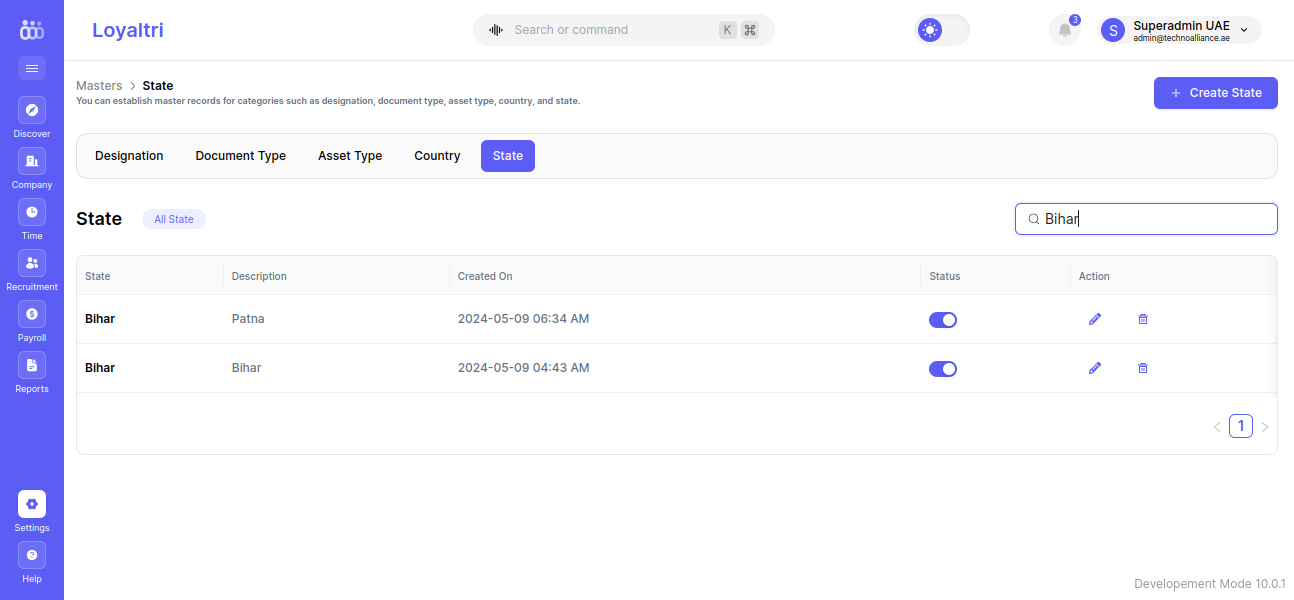 Loyaltri
Search or command
K ⌘
3
S
Superadmin UAE
admin@technoalliance.ae
Discover
Company
Time
Recruitment
Payroll
Reports
Settings
Help
Masters > State
You can establish master records for categories such as designation, document type, asset type, country, and state.
+ Create State
Designation Document Type Asset Type Country State
State All State
Bihar
State Description Created On Status Action
Bihar Patna 2024-05-09 06:34 AM
Bihar Bihar 2024-05-09 04:43 AM
< 1 >
Developement Mode 10.0.1